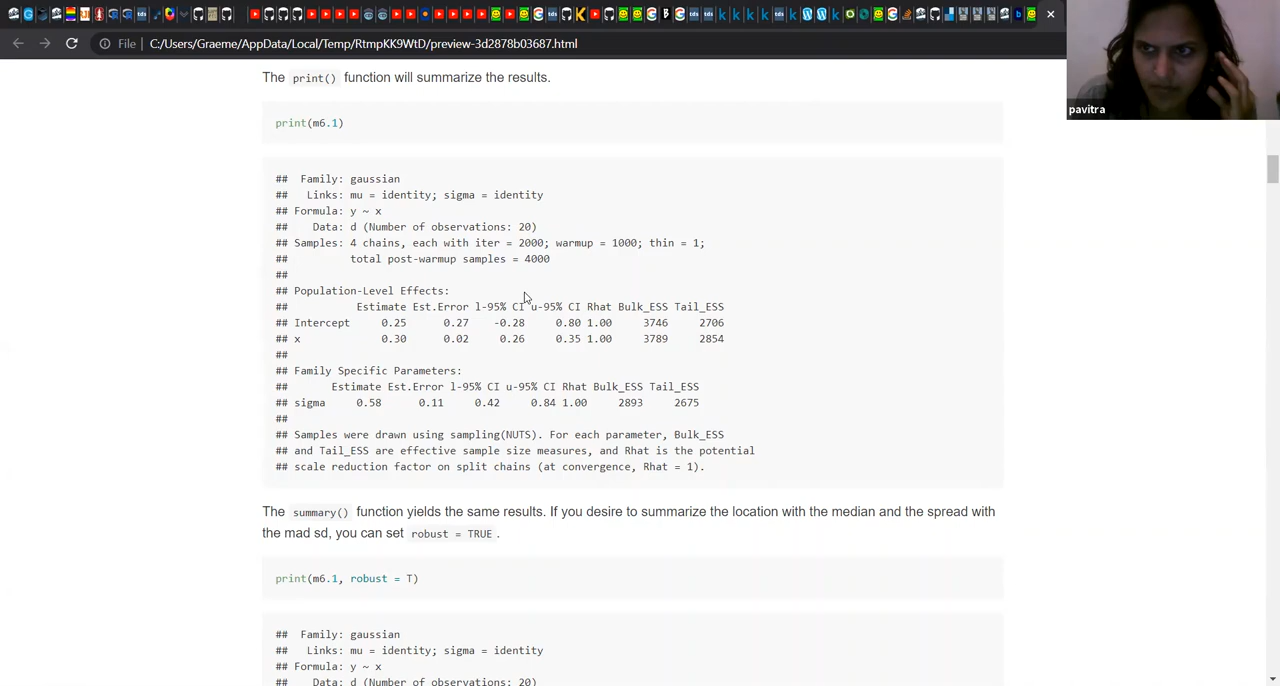 File C:/Users/Graeme/AppData/Local/Temp/RtmpKK9WtD/preview-3d2878b03687.html
pavitra
The print() function will summarize the results.
print(m6.1)
## Family: gaussian
## Links: mu = identity; sigma = identity
## Formula: y ~ x
## Data: d (Number of observations: 20)
## Samples: 4 chains, each with iter = 2000; warmup = 1000; thin = 1;
## total post-warmup samples = 4000
##
## Population-Level Effects:
## Estimate Est.Error l-95% CI u-95% CI Rhat Bulk_ESS Tail_ESS
## Intercept 0.25 0.27 -0.28 0.80 1.00 3746 2706
## x 0.30 0.02 0.26 0.35 1.00 3789 2854
##
## Family Specific Parameters:
## Estimate Est.Error l-95% CI u-95% CI Rhat Bulk_ESS Tail_ESS
## sigma 0.58 0.11 0.42 0.84 1.00 2893 2675
##
## Samples were drawn using sampling(NUTS). For each parameter, Bulk_ESS
## and Tail_ESS are effective sample size measures, and Rhat is the potential
## scale reduction factor on split chains (at convergence, Rhat = 1).
The summary() function yields the same results. If you desire to summarize the location with the median and the spread with
the mad sd, you can set robust = TRUE .
print(m6.1, robust = T)
## Family: gaussian
## Links: mu = identity; sigma = identity
## Formula: y ~ x
## Data: d (Number of observations: 20)